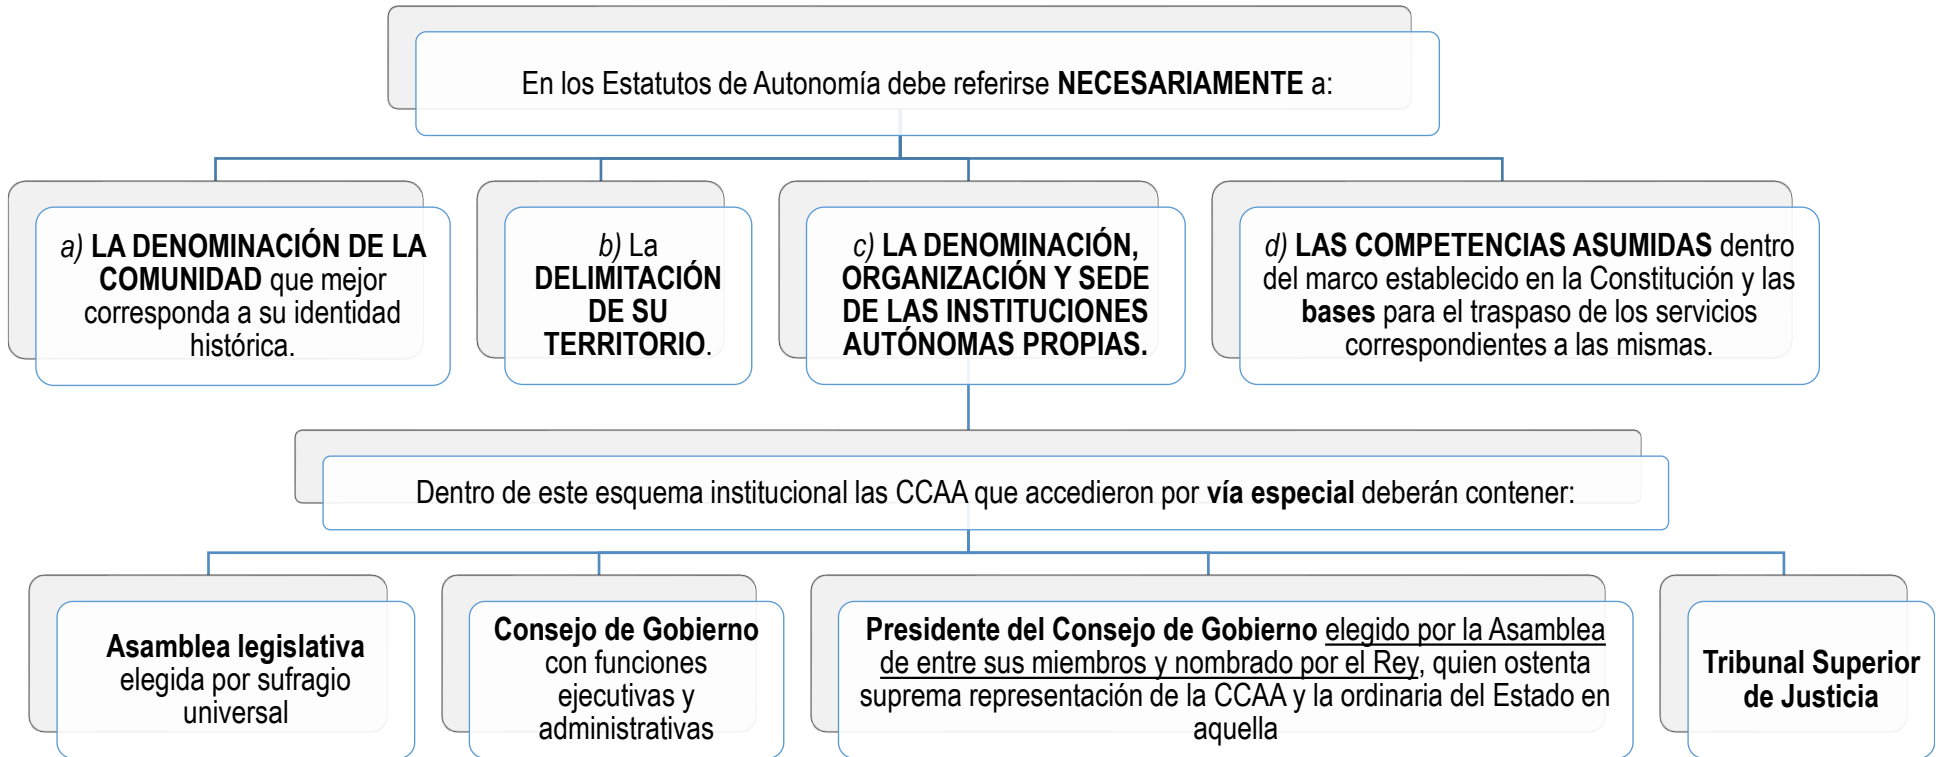 En los Estatutos de Autonomía debe referirse NECESARIAMENTE a:
a) LA DENOMINACIÓN DE LA
COMUNIDAD que mejor
corresponda a su identidad
histórica.
b) La
DELIMITACIÓN
DE SU
TERRITORIO.
c) LA DENOMINACIÓN,
ORGANIZACIÓN Y SEDE
DE LAS INSTITUCIONES
AUTÓNOMAS PROPIAS.
d) LAS COMPETENCIAS ASUMIDAS dentro
del marco establecido en la Constitución y las
bases para el traspaso de los servicios
correspondientes a las mismas.
Dentro de este esquema institucional las CCAA que accedieron por vía especial deberán contener:
Asamblea legislativa
elegida por sufragio
universal
Consejo de Gobierno
con funciones
ejecutivas y
administrativas
Presidente del Consejo de Gobierno elegido por la Asamblea
de entre sus miembros y nombrado por el Rey, quien ostenta
suprema representación de la CCAA y la ordinaria del Estado en
aquella
Tribunal Superior
de Justicia